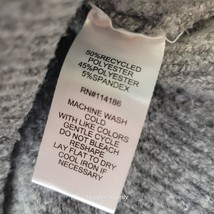 50%RECYCLED
POLYESTER
45%POLYESTER
5%SPANDEX
RN#114186
MACHINE WASH
COLD
WITH LIKE COLORS
GENTLE CYCLE
DO NOT BLEACH
RESHAPE
LAY FLAT TO DRY
COOL IRON IF
NECESSARY